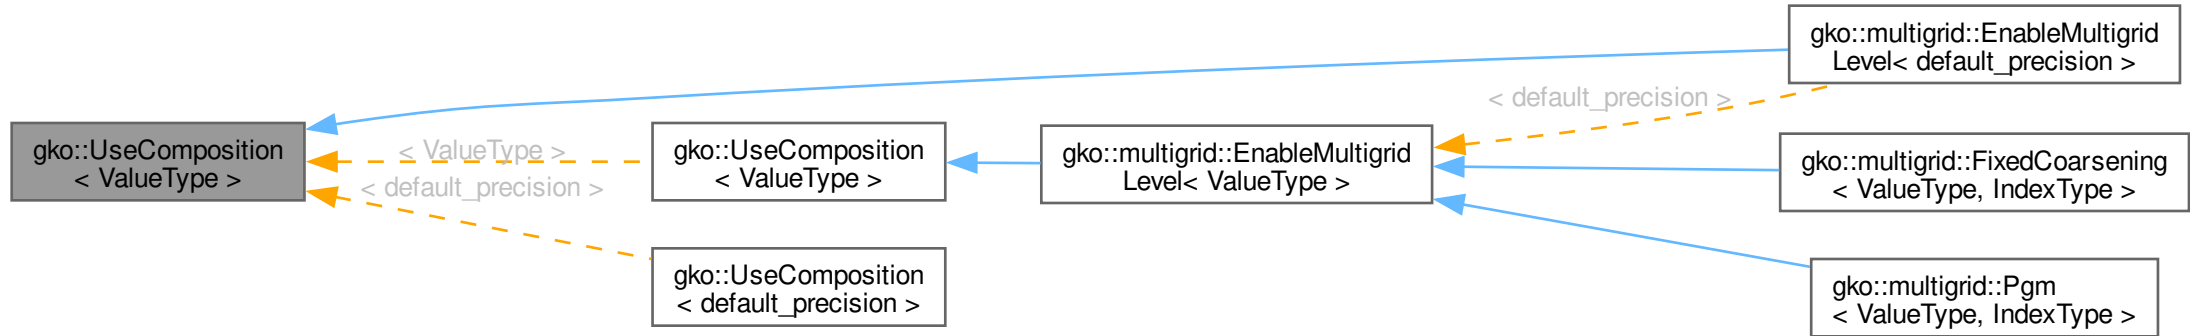 gko::UseComposition
< ValueType >
< ValueType >
< default_precision >
gko::UseComposition
< ValueType >
gko::UseComposition
< default_precision >
gko::multigrid::EnableMultigrid
Level< ValueType >
< default_precision >
gko::multigrid::EnableMultigrid
Level< default_precision >
gko::multigrid::FixedCoarsening
< ValueType, IndexType >
gko::multigrid::Pgm
< ValueType, IndexType >